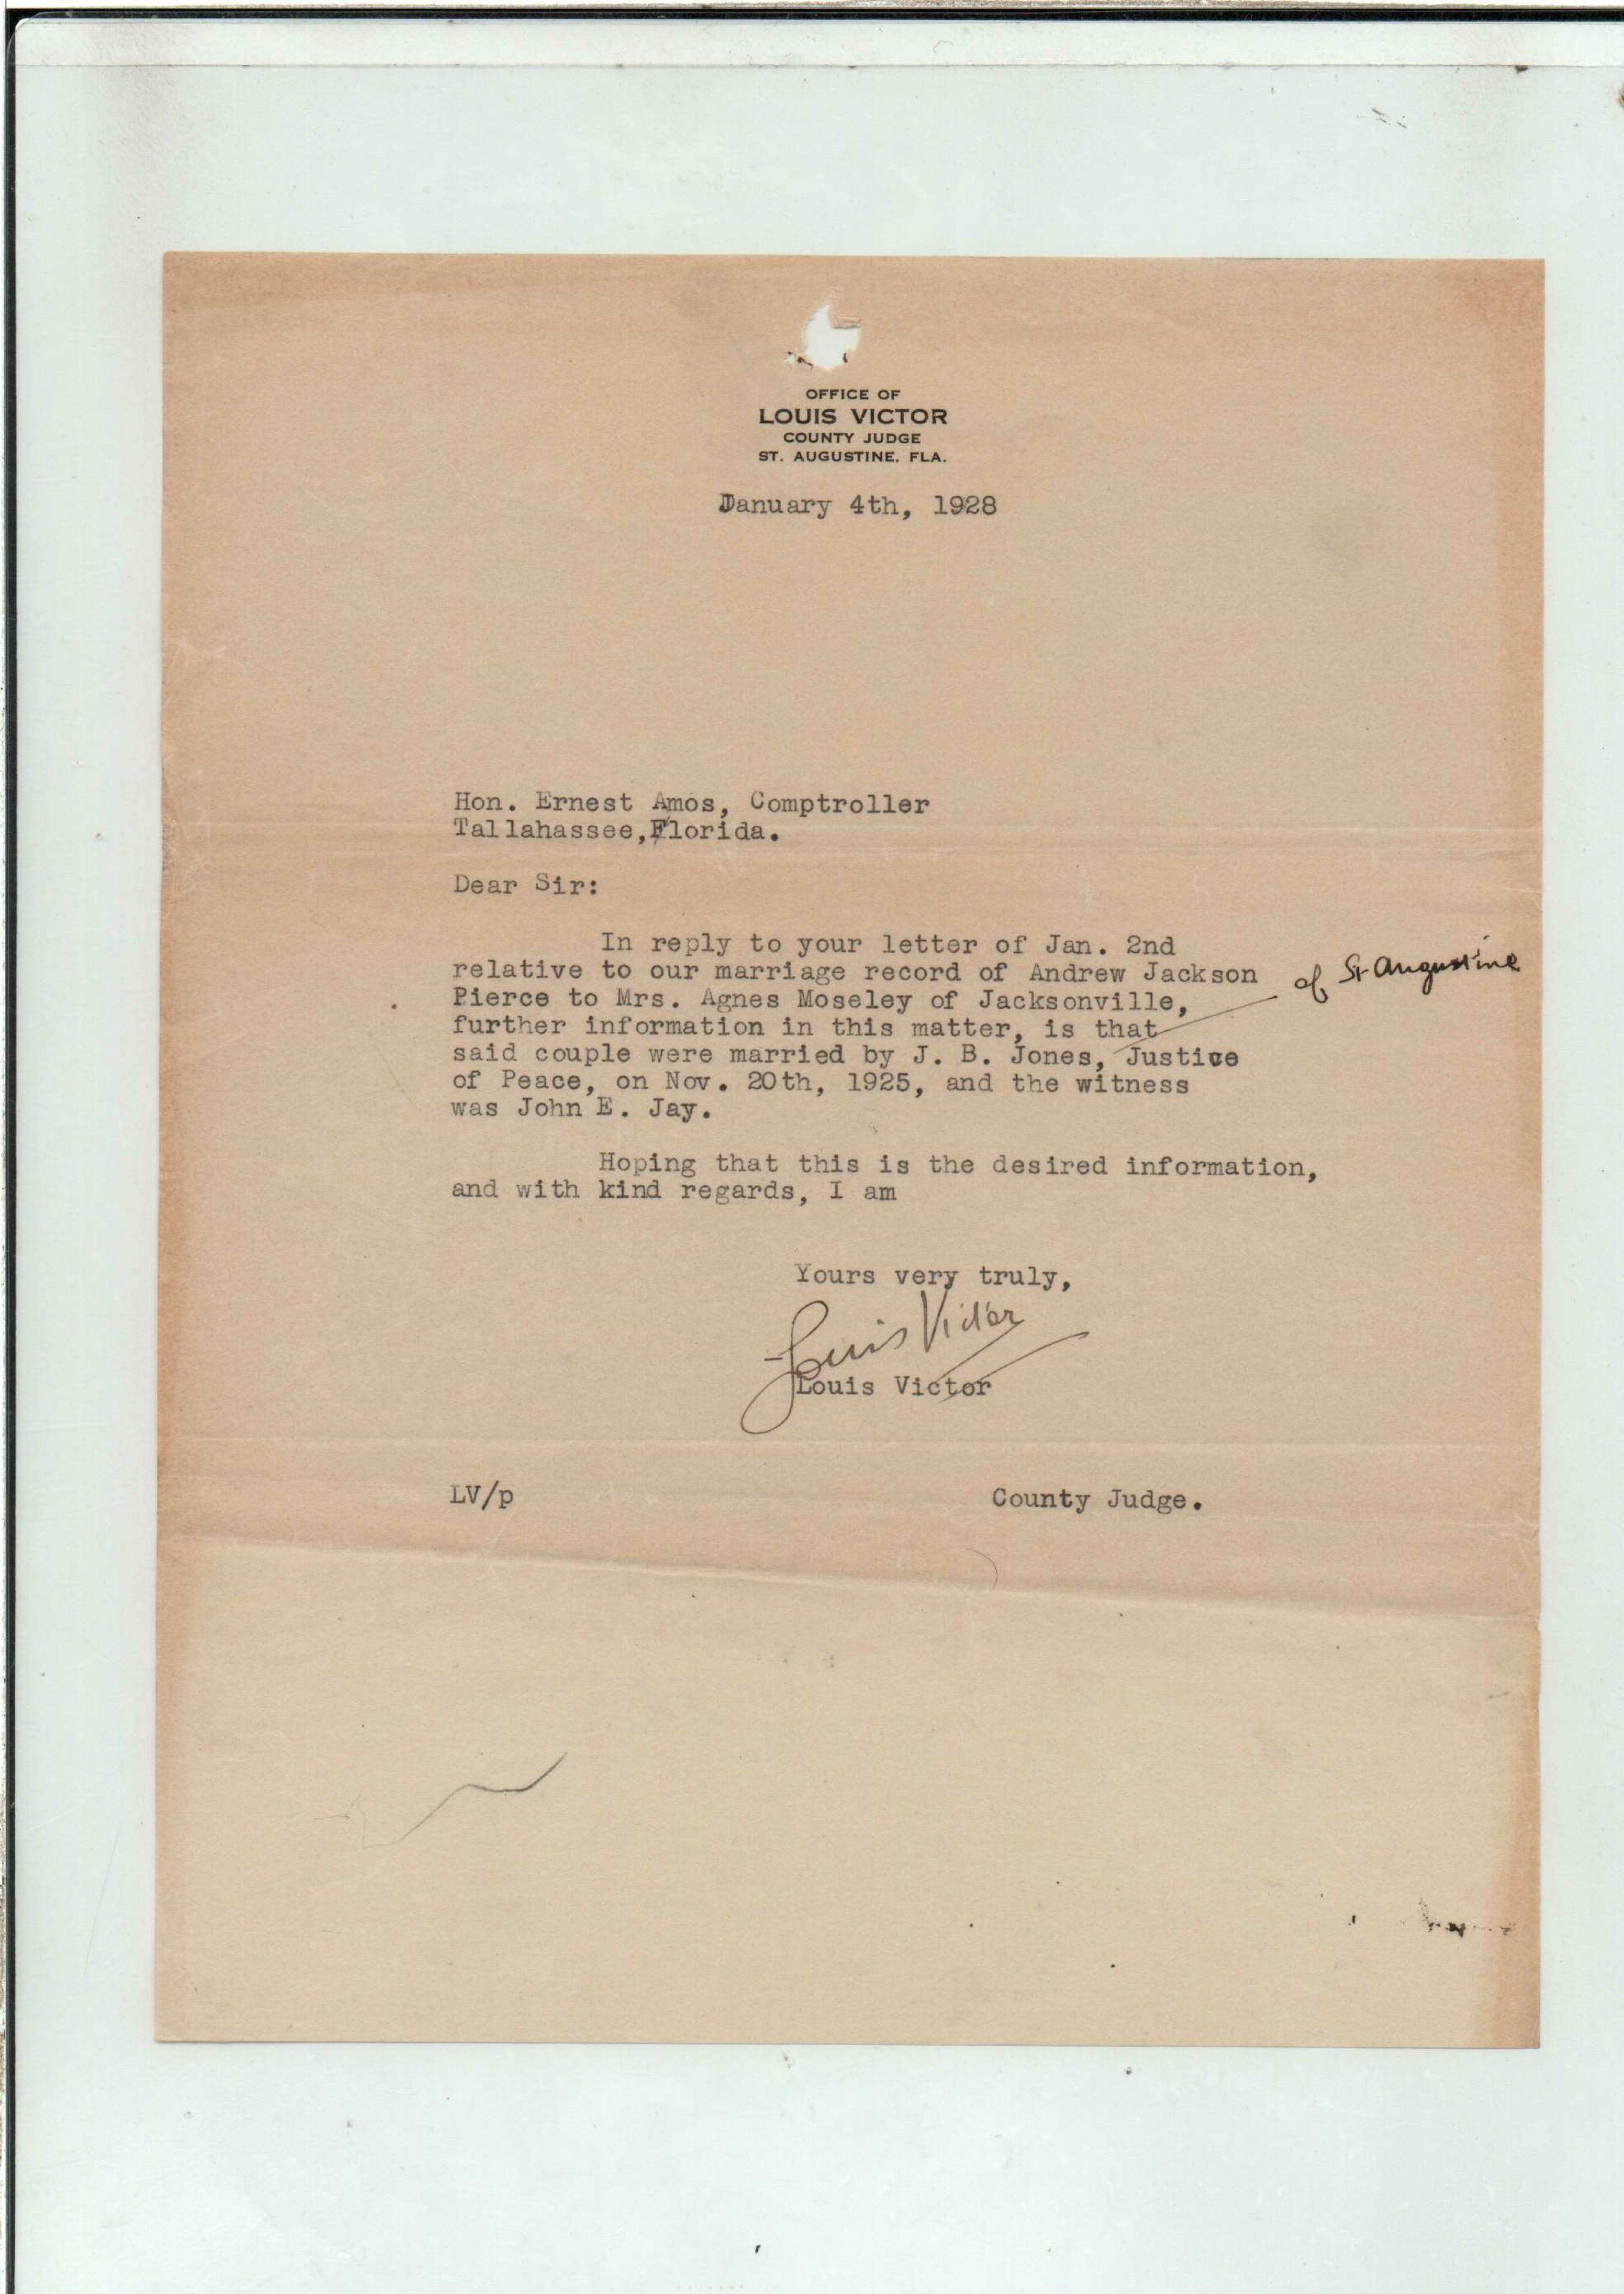 OFFICE OF
LOUIS VICTOR
COUNTY JUDGE
ST. AUGUSTINE, FLA.
January 4th, 1928
Hon. Ernest Amos, Comptroller
Tallahassee,Florida.
Dear Sir:
In reply to your letter of Jan. 2nd
relative to our marriage record of Andrew Jackson
of St Augustine
Pierce to Mrs. Agnes Moseley of Jacksonville,
further information in this matter, is that
said couple were married by J. B. Jones, Justice
of Peace, on Nov. 20th, 1925, and the witness
was John E. Jay.
Hoping that this is the desired information,
and with kind regards, I am
Yours very truly,
Louis Victor
Louis Victor
LV/p County Judge.